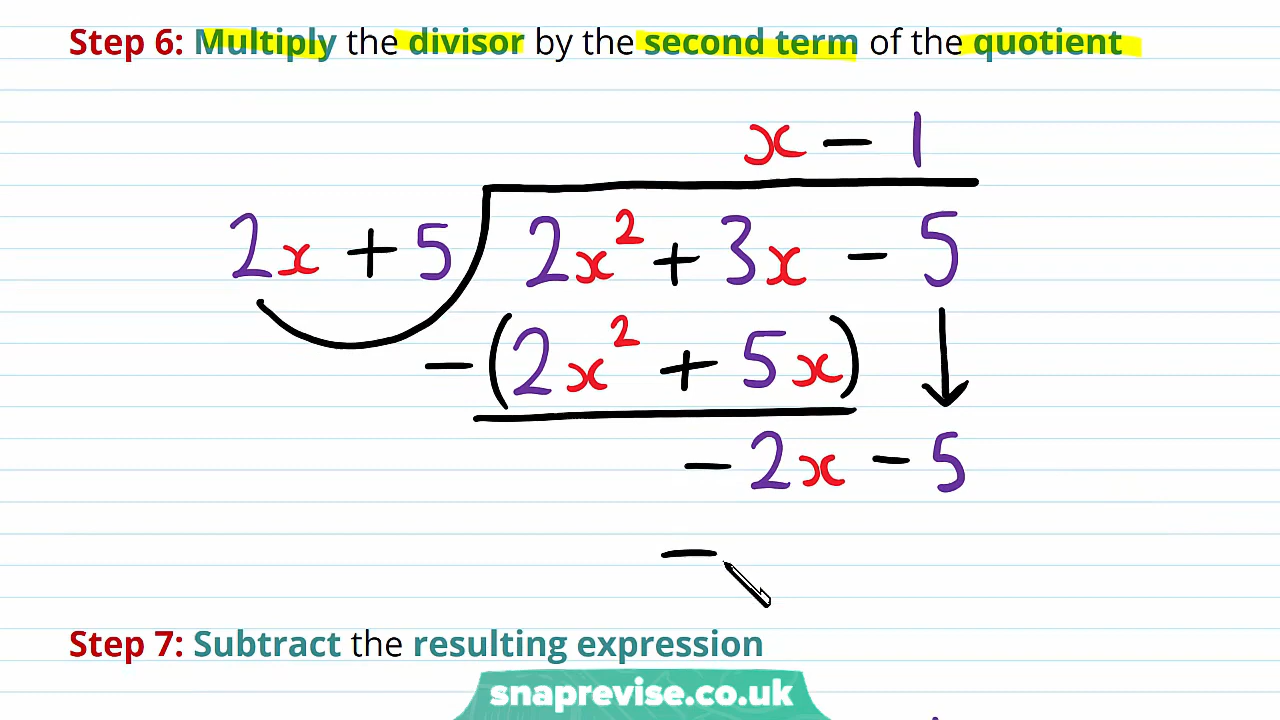 Step 6: Multiply the divisor by the second term of the quotient
x - 1
2x + 5 2x² + 3x - 5
-(2x² + 5x)
-2x - 5
-
Step 7: Subtract the resulting expression
snaprevise.co.uk